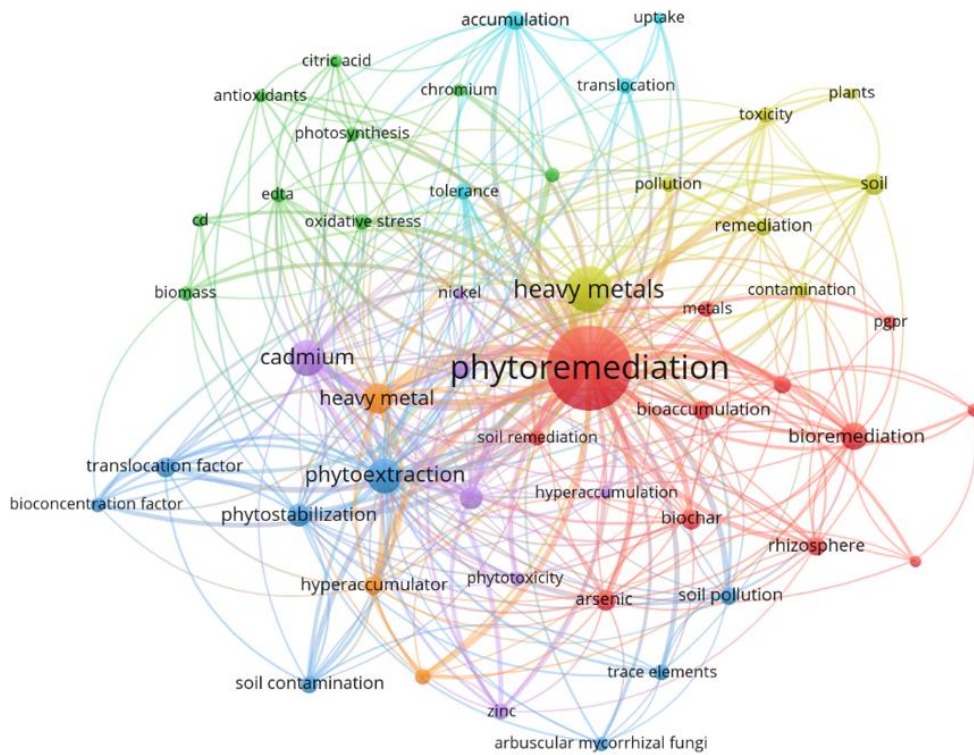 accumulation
uptake
citric acid
chromium
translocation
antioxidants
plants
toxicity
photosynthesis
edta
tolerance
pollution
soil
cd
oxidative stress
remediation
biomass
nickel
heavy metals
contamination
metals
pgpr
cadmium
phytoremediation
heavy metal
bioaccumulation
soil remediation
bioremediation
translocation factor
phytoextraction
bioconcentration factor
phytostabilization
hyperaccumulation
biochar
rhizosphere
hyperaccumulator
phytotoxicity
arsenic
soil pollution
soil contamination
trace elements
zinc
arbuscular mycorrhizal fungi